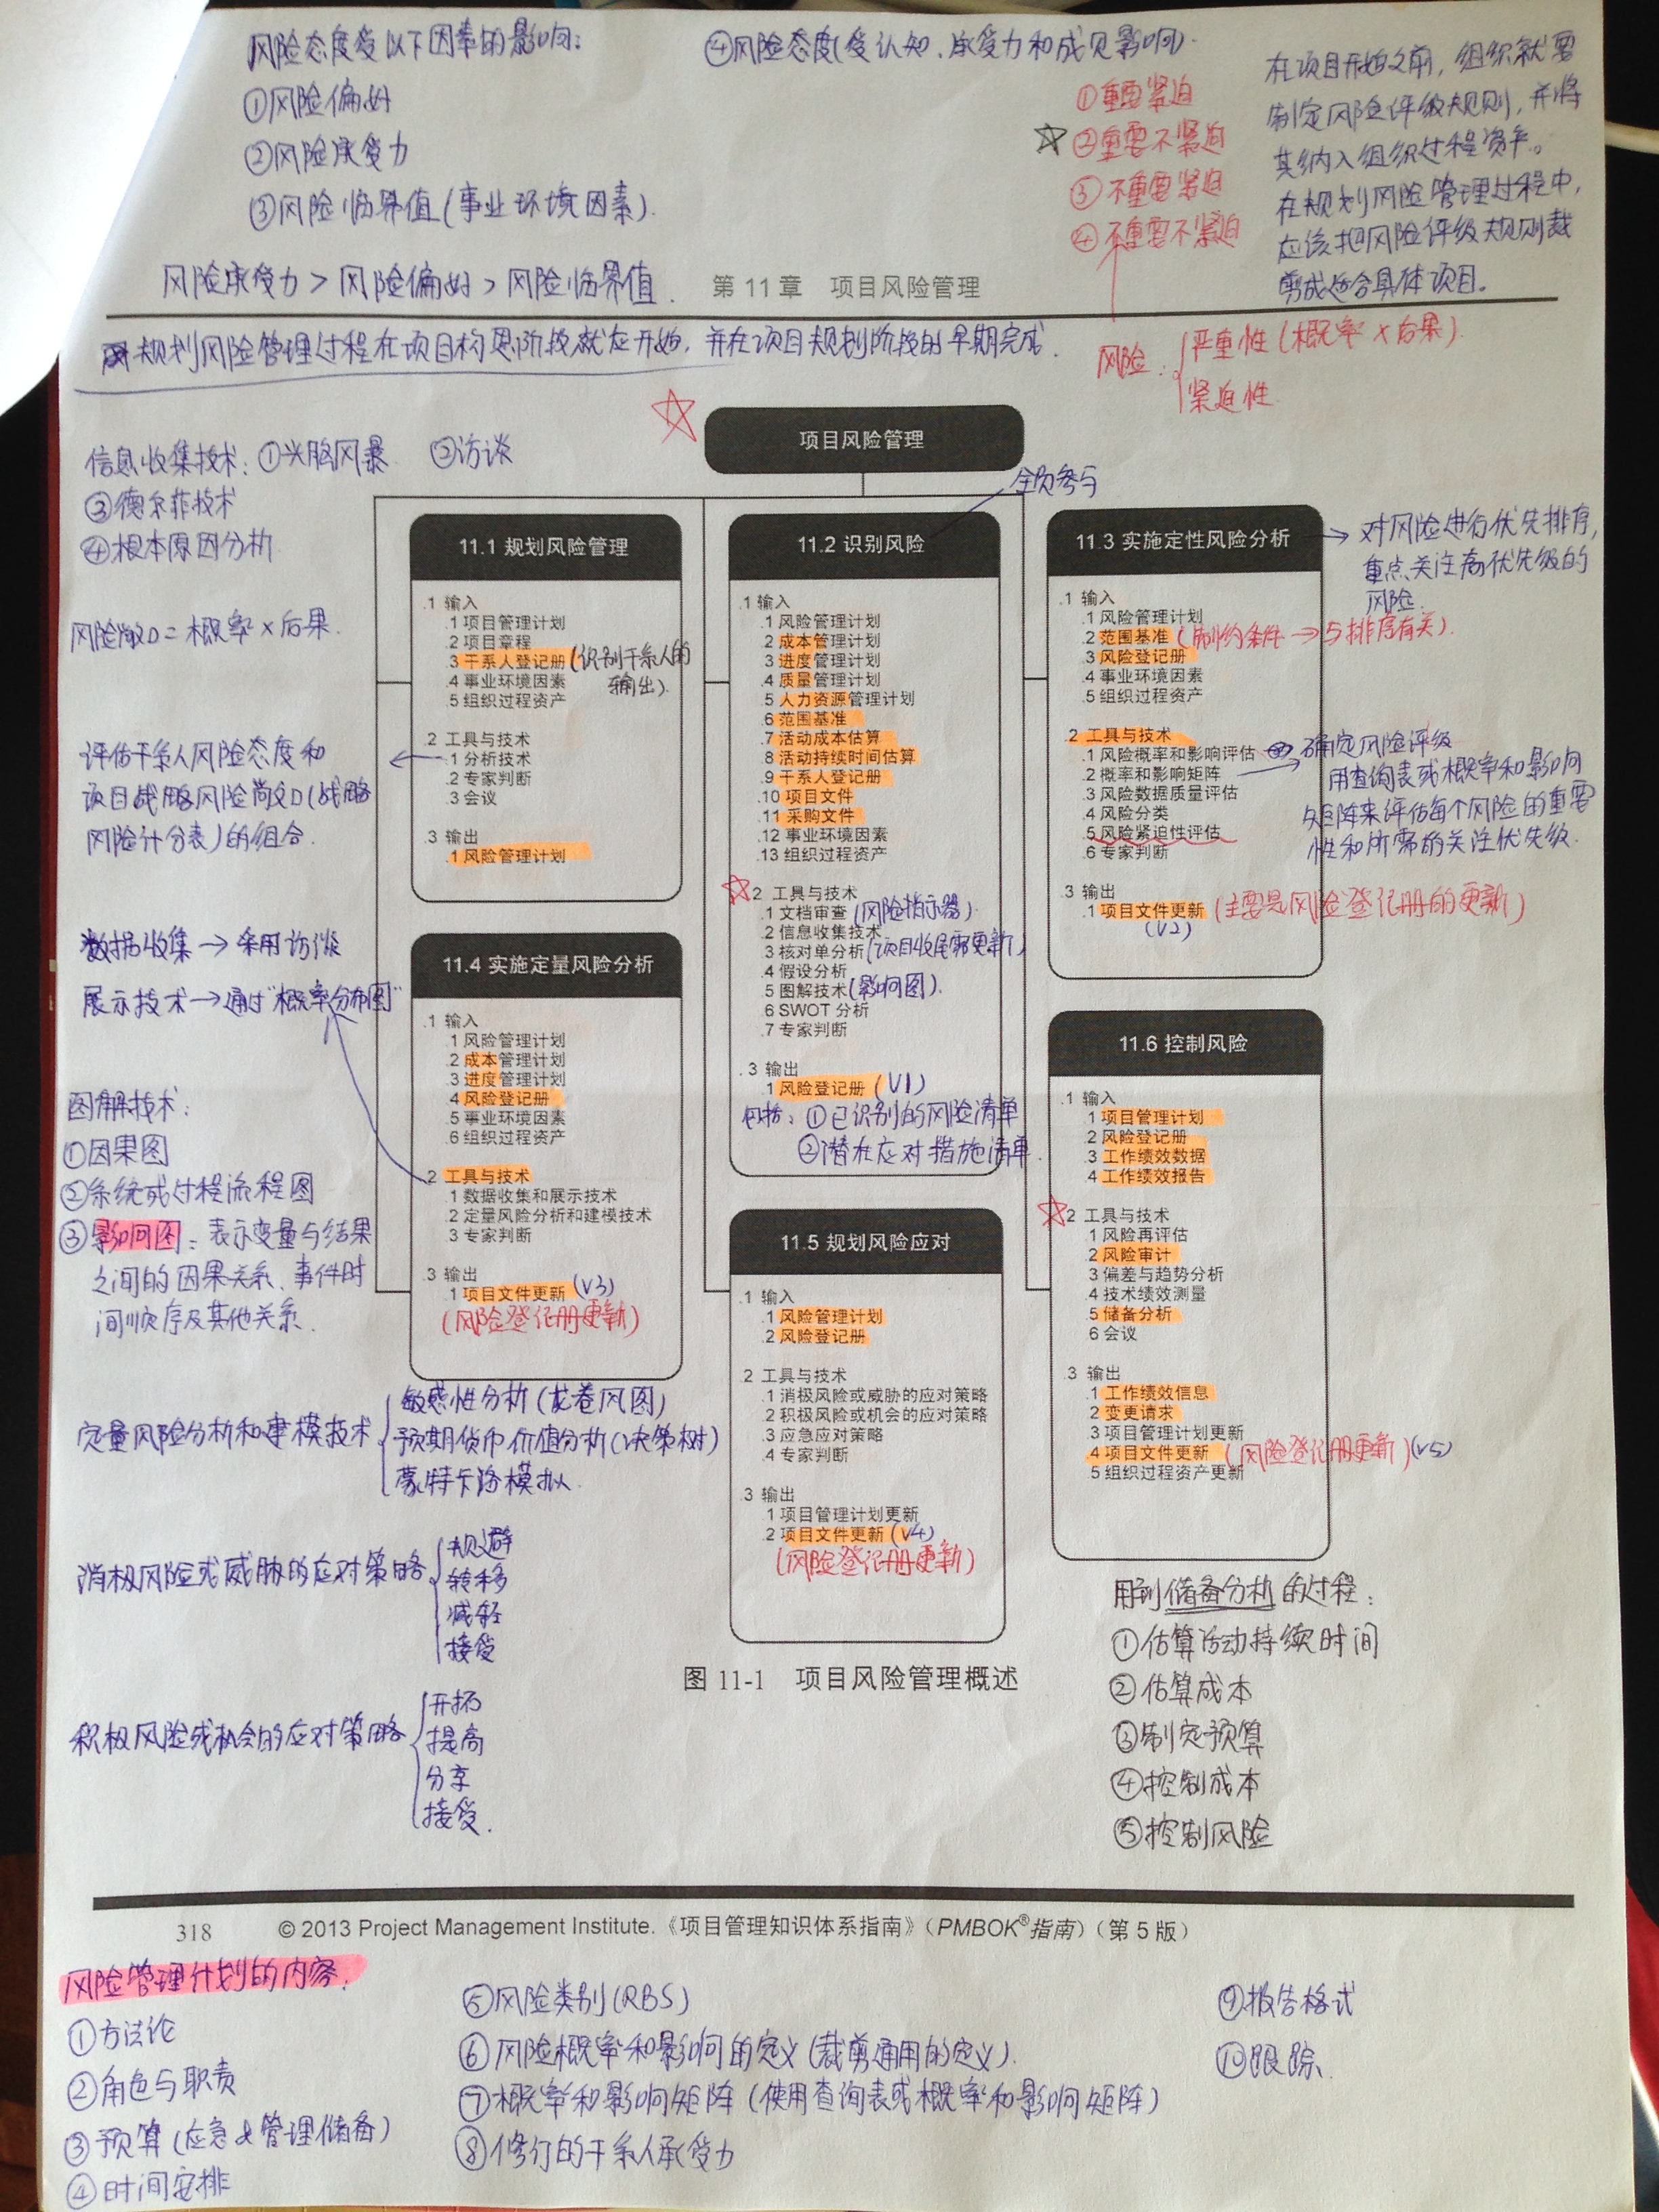 风险态度受以下因素的影响:
①风险偏好
②风险承受力
③风险临界值(事业环境因素).
④风险态度(受认知、承受力和成见影响).
①重要紧迫
②重要不紧迫
③不重要紧迫
④不重要不紧迫
在项目开始之前，组织就要
制定风险评级规则，并将
其纳入组织过程资产。
在规划风险管理过程中，
应该把风险评级规则裁
剪成适合具体项目。
风险承受力 > 风险偏好 > 风险临界值.
第 11 章 项目风险管理
规划风险管理过程在项目构思阶段就应开始，并在项目规划阶段的早期完成.
风险: 严重性(概率 × 后果).
紧迫性
信息收集技术: ①头脑风暴 ②访谈
③德尔菲技术
④根本原因分析
风险敞口 = 概率 × 后果.
评估干系人风险态度和
项目战略风险敞口(战略
风险计分表)的组合.
数据收集 → 采用访谈
展示技术 → 通过“概率分布图”
图解技术:
①因果图
②系统或过程流程图
③影响图: 表示变量与结果
之间的因果关系、事件时
间顺序及其他关系.
项目风险管理
全员参与
11.1 规划风险管理
.1 输入
.1 项目管理计划
.2 项目章程
.3 干系人登记册 (识别干系人的
输出).
.4 事业环境因素
.5 组织过程资产
.2 工具与技术
.1 分析技术
.2 专家判断
.3 会议
.3 输出
.1 风险管理计划
11.2 识别风险
.1 输入
.1 风险管理计划
.2 成本管理计划
.3 进度管理计划
.4 质量管理计划
.5 人力资源管理计划
.6 范围基准
.7 活动成本估算
.8 活动持续时间估算
.9 干系人登记册
.10 项目文件
.11 采购文件
.12 事业环境因素
.13 组织过程资产
.2 工具与技术
.1 文档审查 (风险指示器).
.2 信息收集技术
.3 核对单分析 (项目收尾需更新)
.4 假设分析
.5 图解技术 (影响图).
.6 SWOT 分析
.7 专家判断
.3 输出
.1 风险登记册 (V1)
包括: ①已识别的风险清单
②潜在应对措施清单.
11.3 实施定性风险分析
→ 对风险进行优先排序，
重点关注高优先级的
风险.
.1 输入
.1 风险管理计划
.2 范围基准 (制约条件 → 与排序有关).
.3 风险登记册
.4 事业环境因素
.5 组织过程资产
.2 工具与技术
.1 风险概率和影响评估
.2 概率和影响矩阵
.3 风险数据质量评估
.4 风险分类
.5 风险紧迫性评估
.6 专家判断
确定风险评级
用查询表或概率和影响
矩阵来评估每个风险的重要
性和所需的关注优先级.
.3 输出
.1 项目文件更新 (主要是风险登记册的更新)
(V2)
11.4 实施定量风险分析
.1 输入
.1 风险管理计划
.2 成本管理计划
.3 进度管理计划
.4 风险登记册
.5 事业环境因素
.6 组织过程资产
.2 工具与技术
.1 数据收集和展示技术
.2 定量风险分析和建模技术
.3 专家判断
.3 输出
.1 项目文件更新 (V3)
(风险登记册更新)
11.5 规划风险应对
.1 输入
.1 风险管理计划
.2 风险登记册
.2 工具与技术
.1 消极风险或威胁的应对策略
.2 积极风险或机会的应对策略
.3 应急应对策略
.4 专家判断
.3 输出
.1 项目管理计划更新
.2 项目文件更新 (V4)
(风险登记册更新)
11.6 控制风险
.1 输入
.1 项目管理计划
.2 风险登记册
.3 工作绩效数据
.4 工作绩效报告
.2 工具与技术
.1 风险再评估
.2 风险审计
.3 偏差与趋势分析
.4 技术绩效测量
.5 储备分析
.6 会议
.3 输出
.1 工作绩效信息
.2 变更请求
.3 项目管理计划更新
.4 项目文件更新 (风险登记册更新) (V5)
.5 组织过程资产更新
定量风险分析和建模技术
敏感性分析(龙卷风图)
预期货币价值分析(决策树)
蒙特卡洛模拟.
消极风险或威胁的应对策略
规避
转移
减轻
接受
积极风险或机会的应对策略
开拓
提高
分享
接受.
图 11-1 项目风险管理概述
用到储备分析的过程:
①估算活动持续时间
②估算成本
③制定预算
④控制成本
⑤控制风险
318 © 2013 Project Management Institute.《项目管理知识体系指南》（PMBOK®指南）（第 5 版）
风险管理计划的内容.
①方法论
②角色与职责
③预算(应急&管理储备)
④时间安排
⑤风险类别(RBS)
⑥风险概率和影响的定义(裁剪通用的定义).
⑦概率和影响矩阵(使用查询表或概率和影响矩阵)
⑧修订的干系人承受力
⑨报告格式
⑩跟踪.